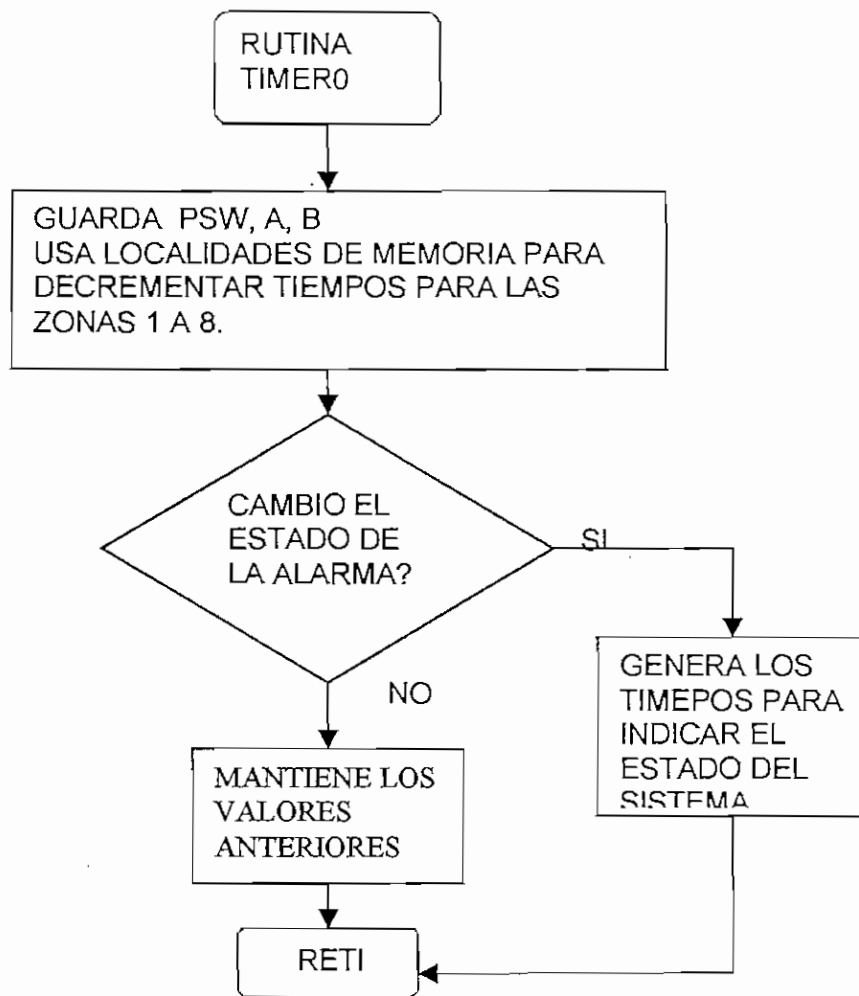 RUTINA
TIMER0
GUARDA PSW, A, B
USA LOCALIDADES DE MEMORIA PARA
DECREMENTAR TIEMPOS PARA LAS
ZONAS 1 A 8.
CAMBIO EL
ESTADO DE
LA ALARMA?
SI
NO
GENERA LOS
TIMEPOS PARA
INDICAR EL
ESTADO DEL
SISTEMA
MANTIENE LOS
VALORES
ANTERIORES
RETI